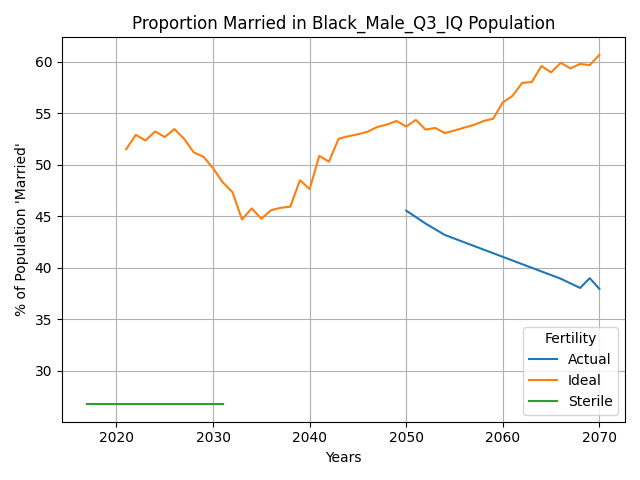 Proportion Married in Black_Male_Q3_IQ Population
% of Population 'Married'
60
55
50
45
40
35
30
Fertility
Actual
Ideal
Sterile
2020 2030 2040 2050 2060 2070
Years